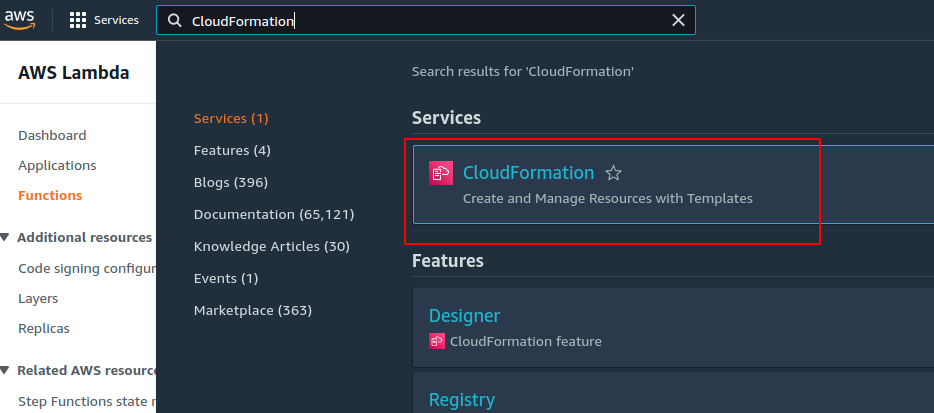 aws
Services
CloudFormation
AWS Lambda
Dashboard
Applications
Functions
Additional resources
Code signing configur
Layers
Replicas
Related AWS resource
Step Functions state
Services (1)
Features (4)
Blogs (396)
Documentation (65,121)
Knowledge Articles (30)
Events (1)
Marketplace (363)
Search results for 'CloudFormation'
Services
CloudFormation
Create and Manage Resources with Templates
Features
Designer
CloudFormation feature
Registry